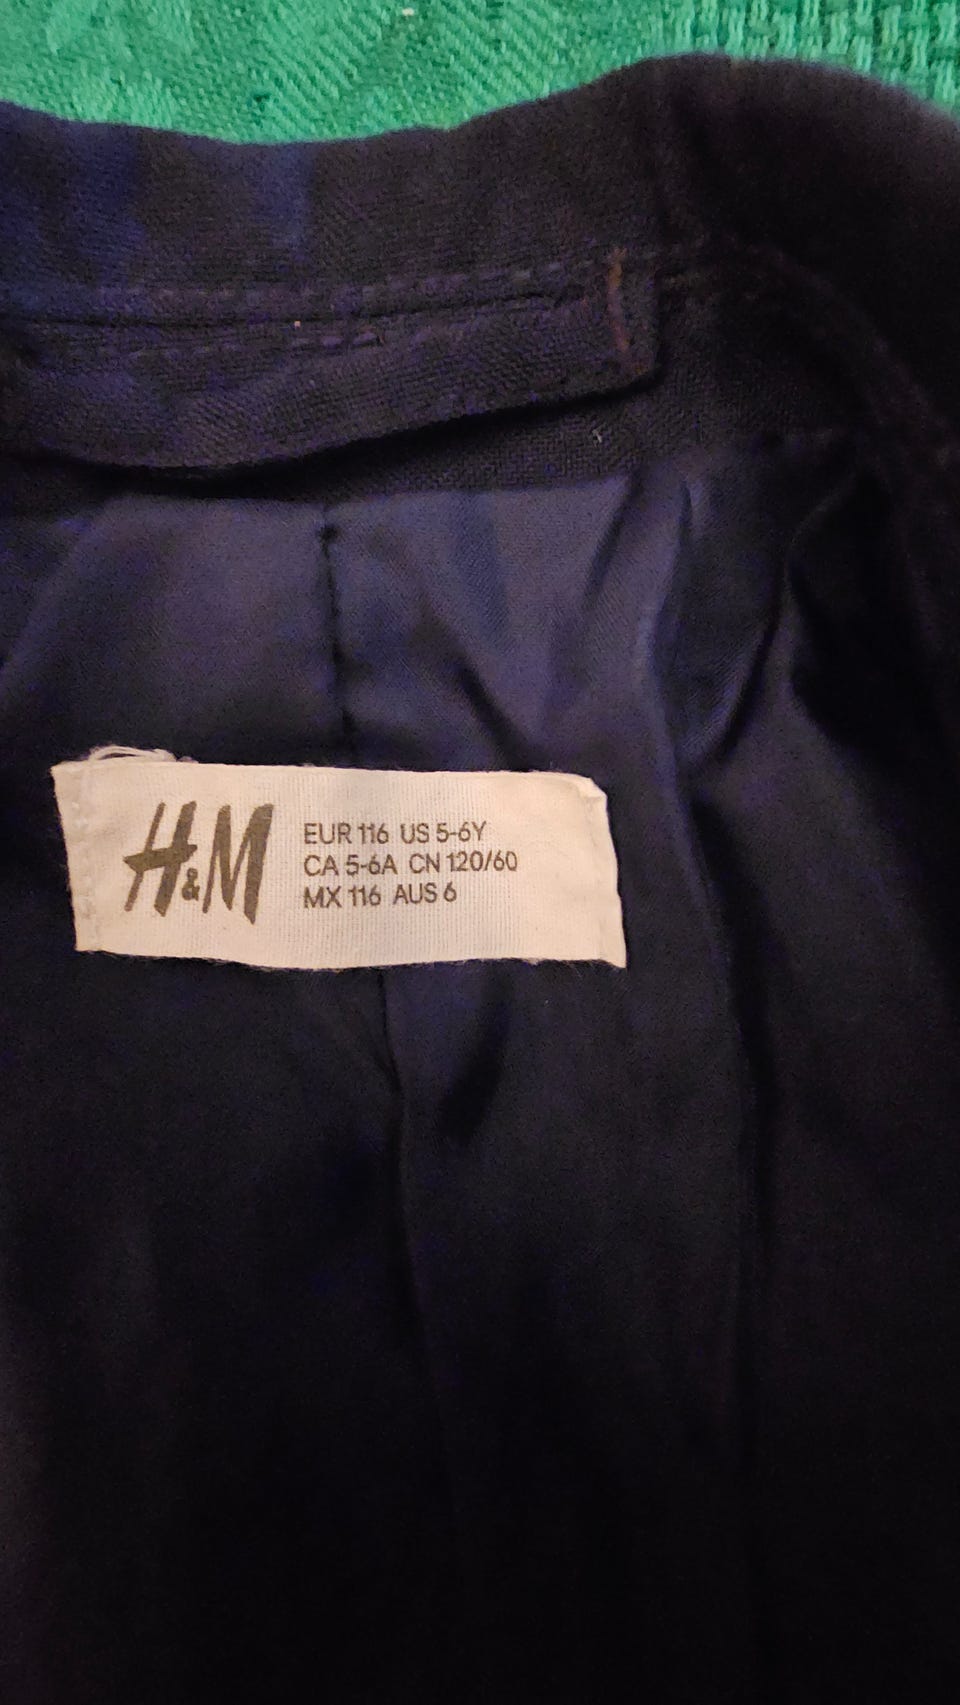 H&M
EUR 116 US 5-6Y
CA 5-6A CN 120/60
MX 116 AUS 6